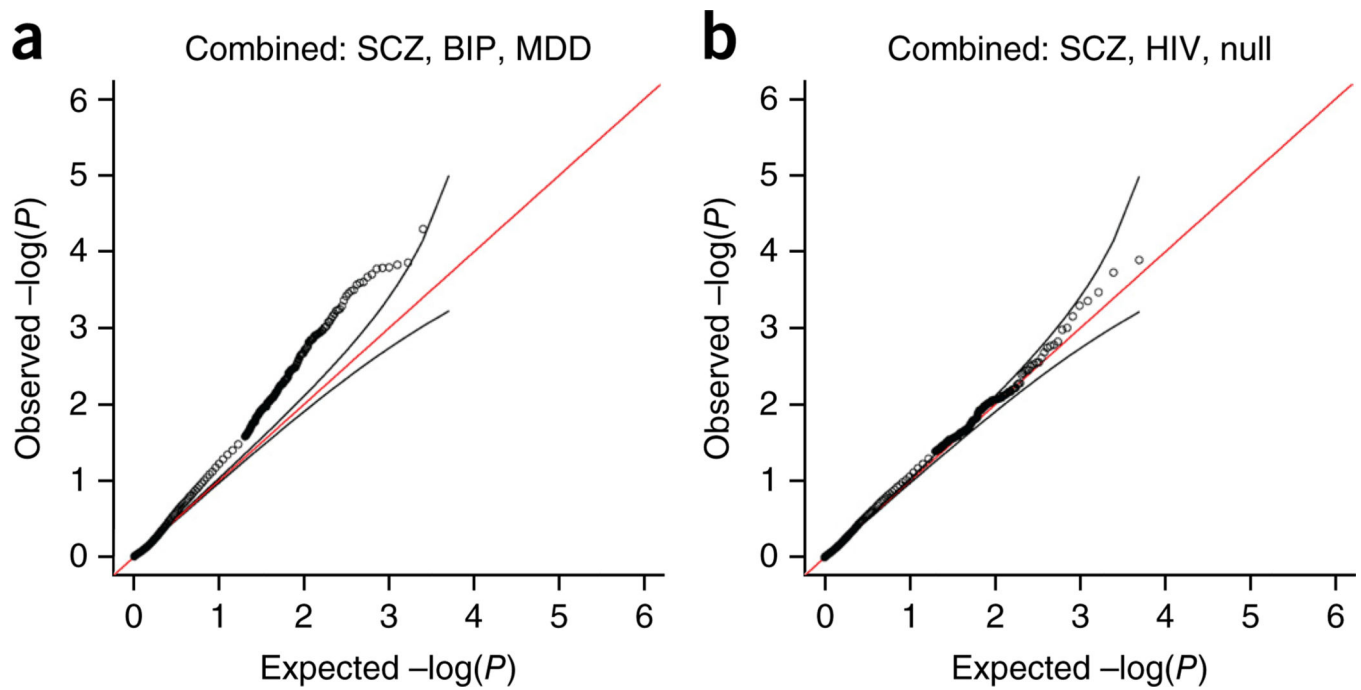 a
Combined: SCZ, BIP, MDD
Observed –log(P)
6
5
4
3
2
1
0
0 1 2 3 4 5 6
Expected –log(P)
b
Combined: SCZ, HIV, null
Observed –log(P)
6
5
4
3
2
1
0
0 1 2 3 4 5 6
Expected –log(P)